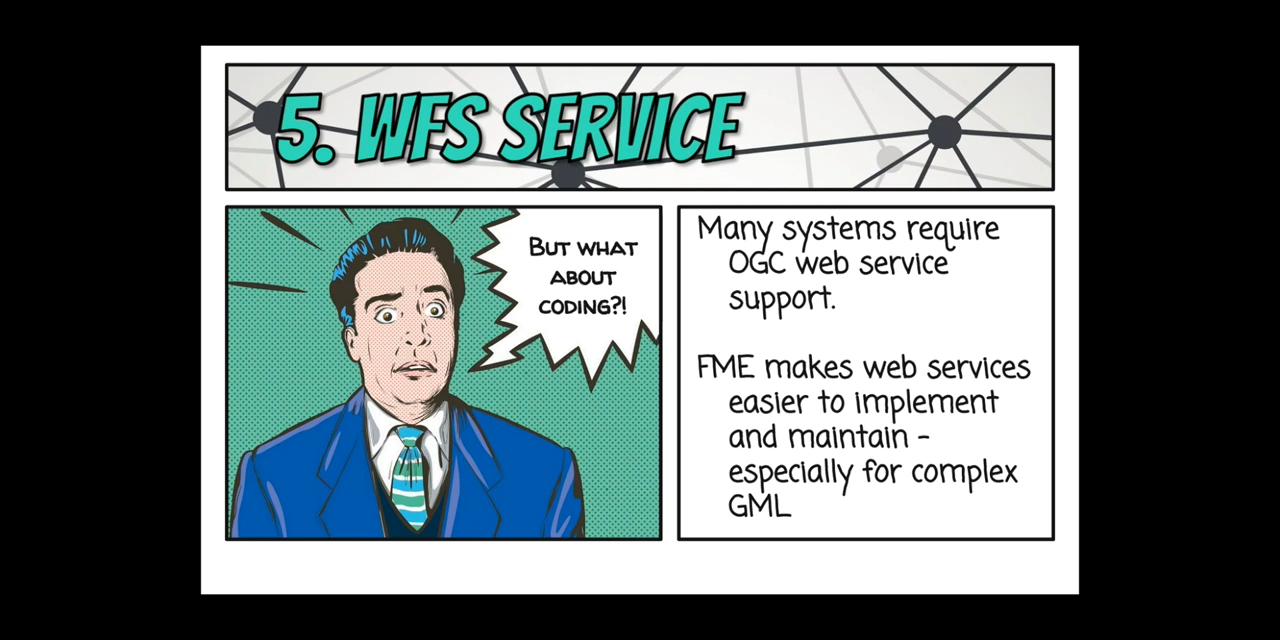 5. WFS SERVICE
BUT WHAT
ABOUT
CODING?!
Many systems require
OGC web service
support.
FME makes web services
easier to implement
and maintain -
especially for complex
GML